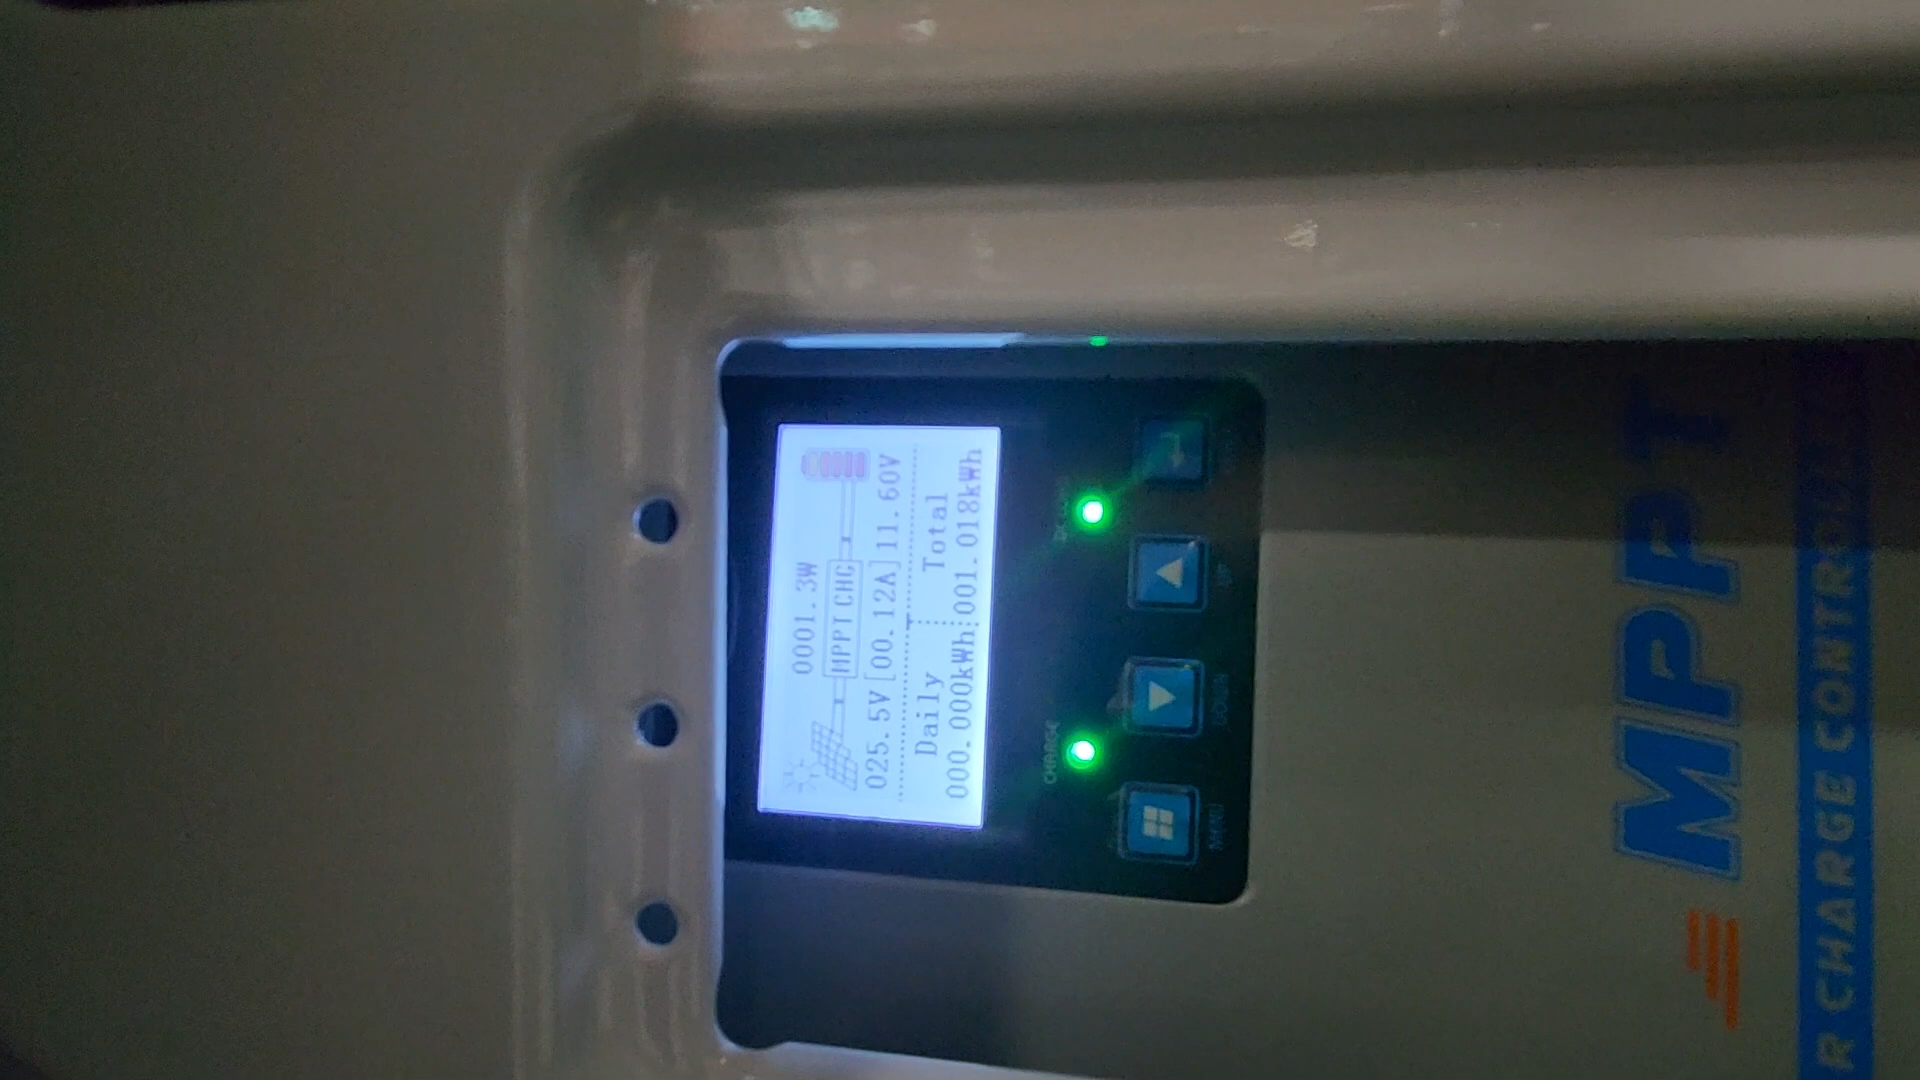 0001.3W
MPPT CHG
025.5V[00.12A]11.60V
Daily Total
000.000kWh 001.018kWh
CHARGE
MENU DOWN UP
MPPT
R CHARGE CONTROLLER